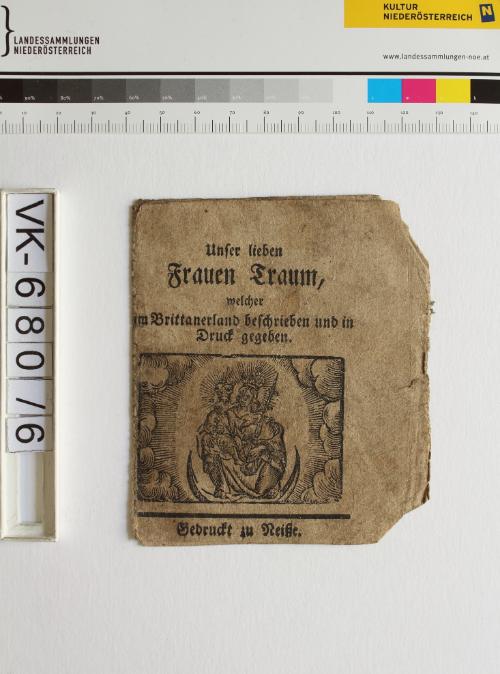 LANDESSAMMLUNGEN
NIEDERÖSTERREICH
KULTUR
NIEDERÖSTERREICH
N
www.landessammlungen-noe.at
VK-680/6
Unser lieben
Frauen Traum,
welcher
im Brittanerland beschrieben und in
Druck gegeben.
Gedruckt zu Neiße.